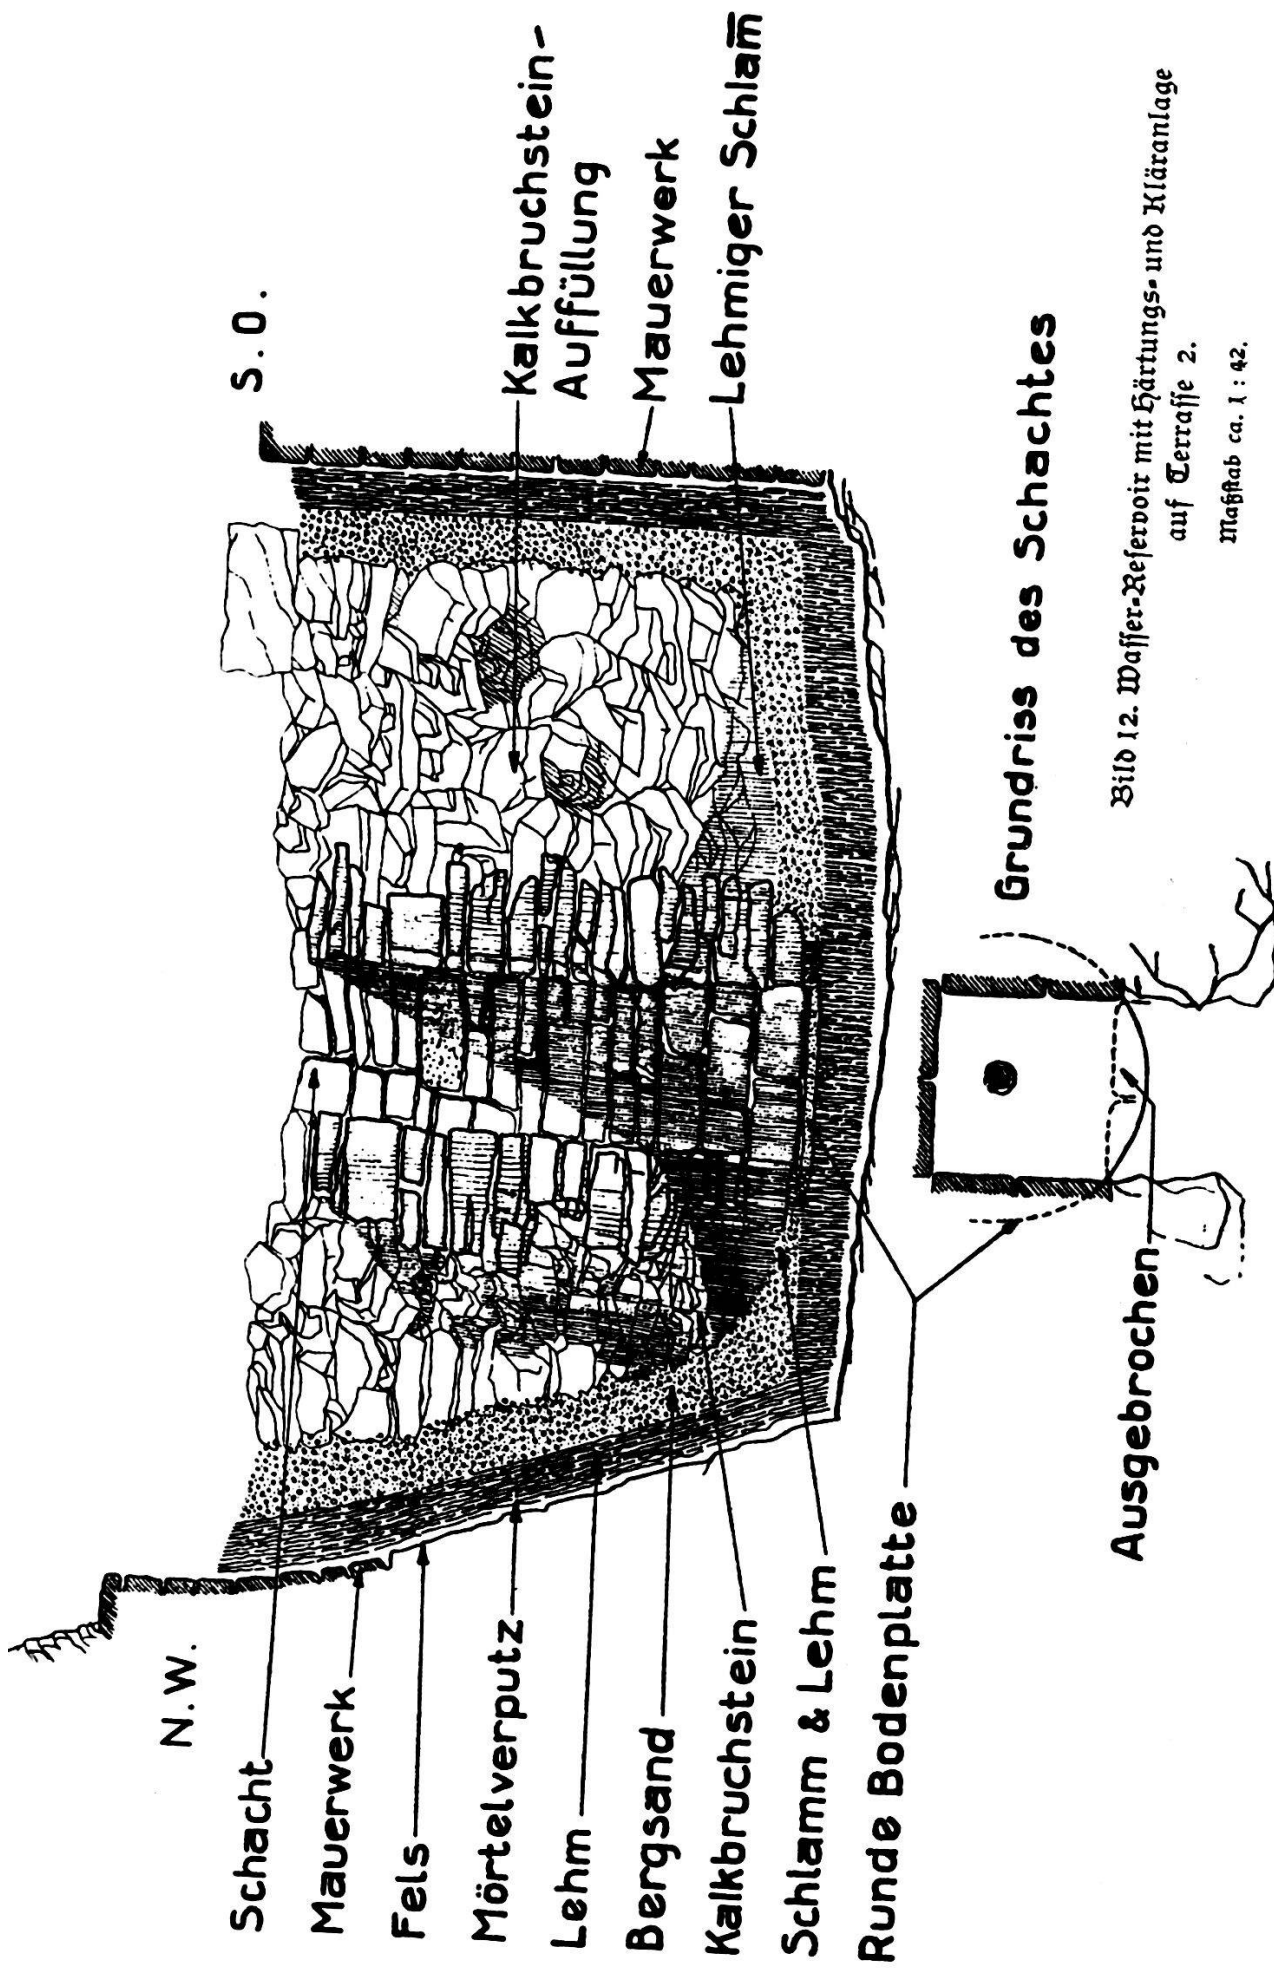 N.W.
S.O.
Schacht
Mauerwerk
Fels
Mörtelverputz
Lehm
Bergsand
Kalkbruchstein
Schlamm & Lehm
Runde Bodenplatte
Kalkbruchstein-
Auffüllung
Mauerwerk
Lehmiger Schlam̅
Ausgebrochen
Grundriss des Schachtes
Bild 12. Waſſer-Reſervoir mit Härtungs- und Kläranlage
auf Terraſſe 2.
Maßſtab ca. 1 : 42.